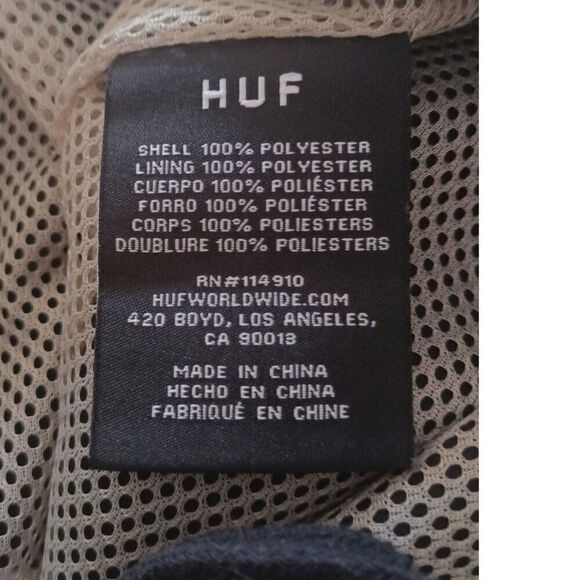 HUF
SHELL 100% POLYESTER
LINING 100% POLYESTER
CUERPO 100% POLIÉSTER
FORRO 100% POLIÉSTER
CORPS 100% POLIESTERS
DOUBLURE 100% POLIESTERS
RN#114910
HUFWORLDWIDE.COM
420 BOYD, LOS ANGELES,
CA 90013
MADE IN CHINA
HECHO EN CHINA
FABRIQUÉ EN CHINE